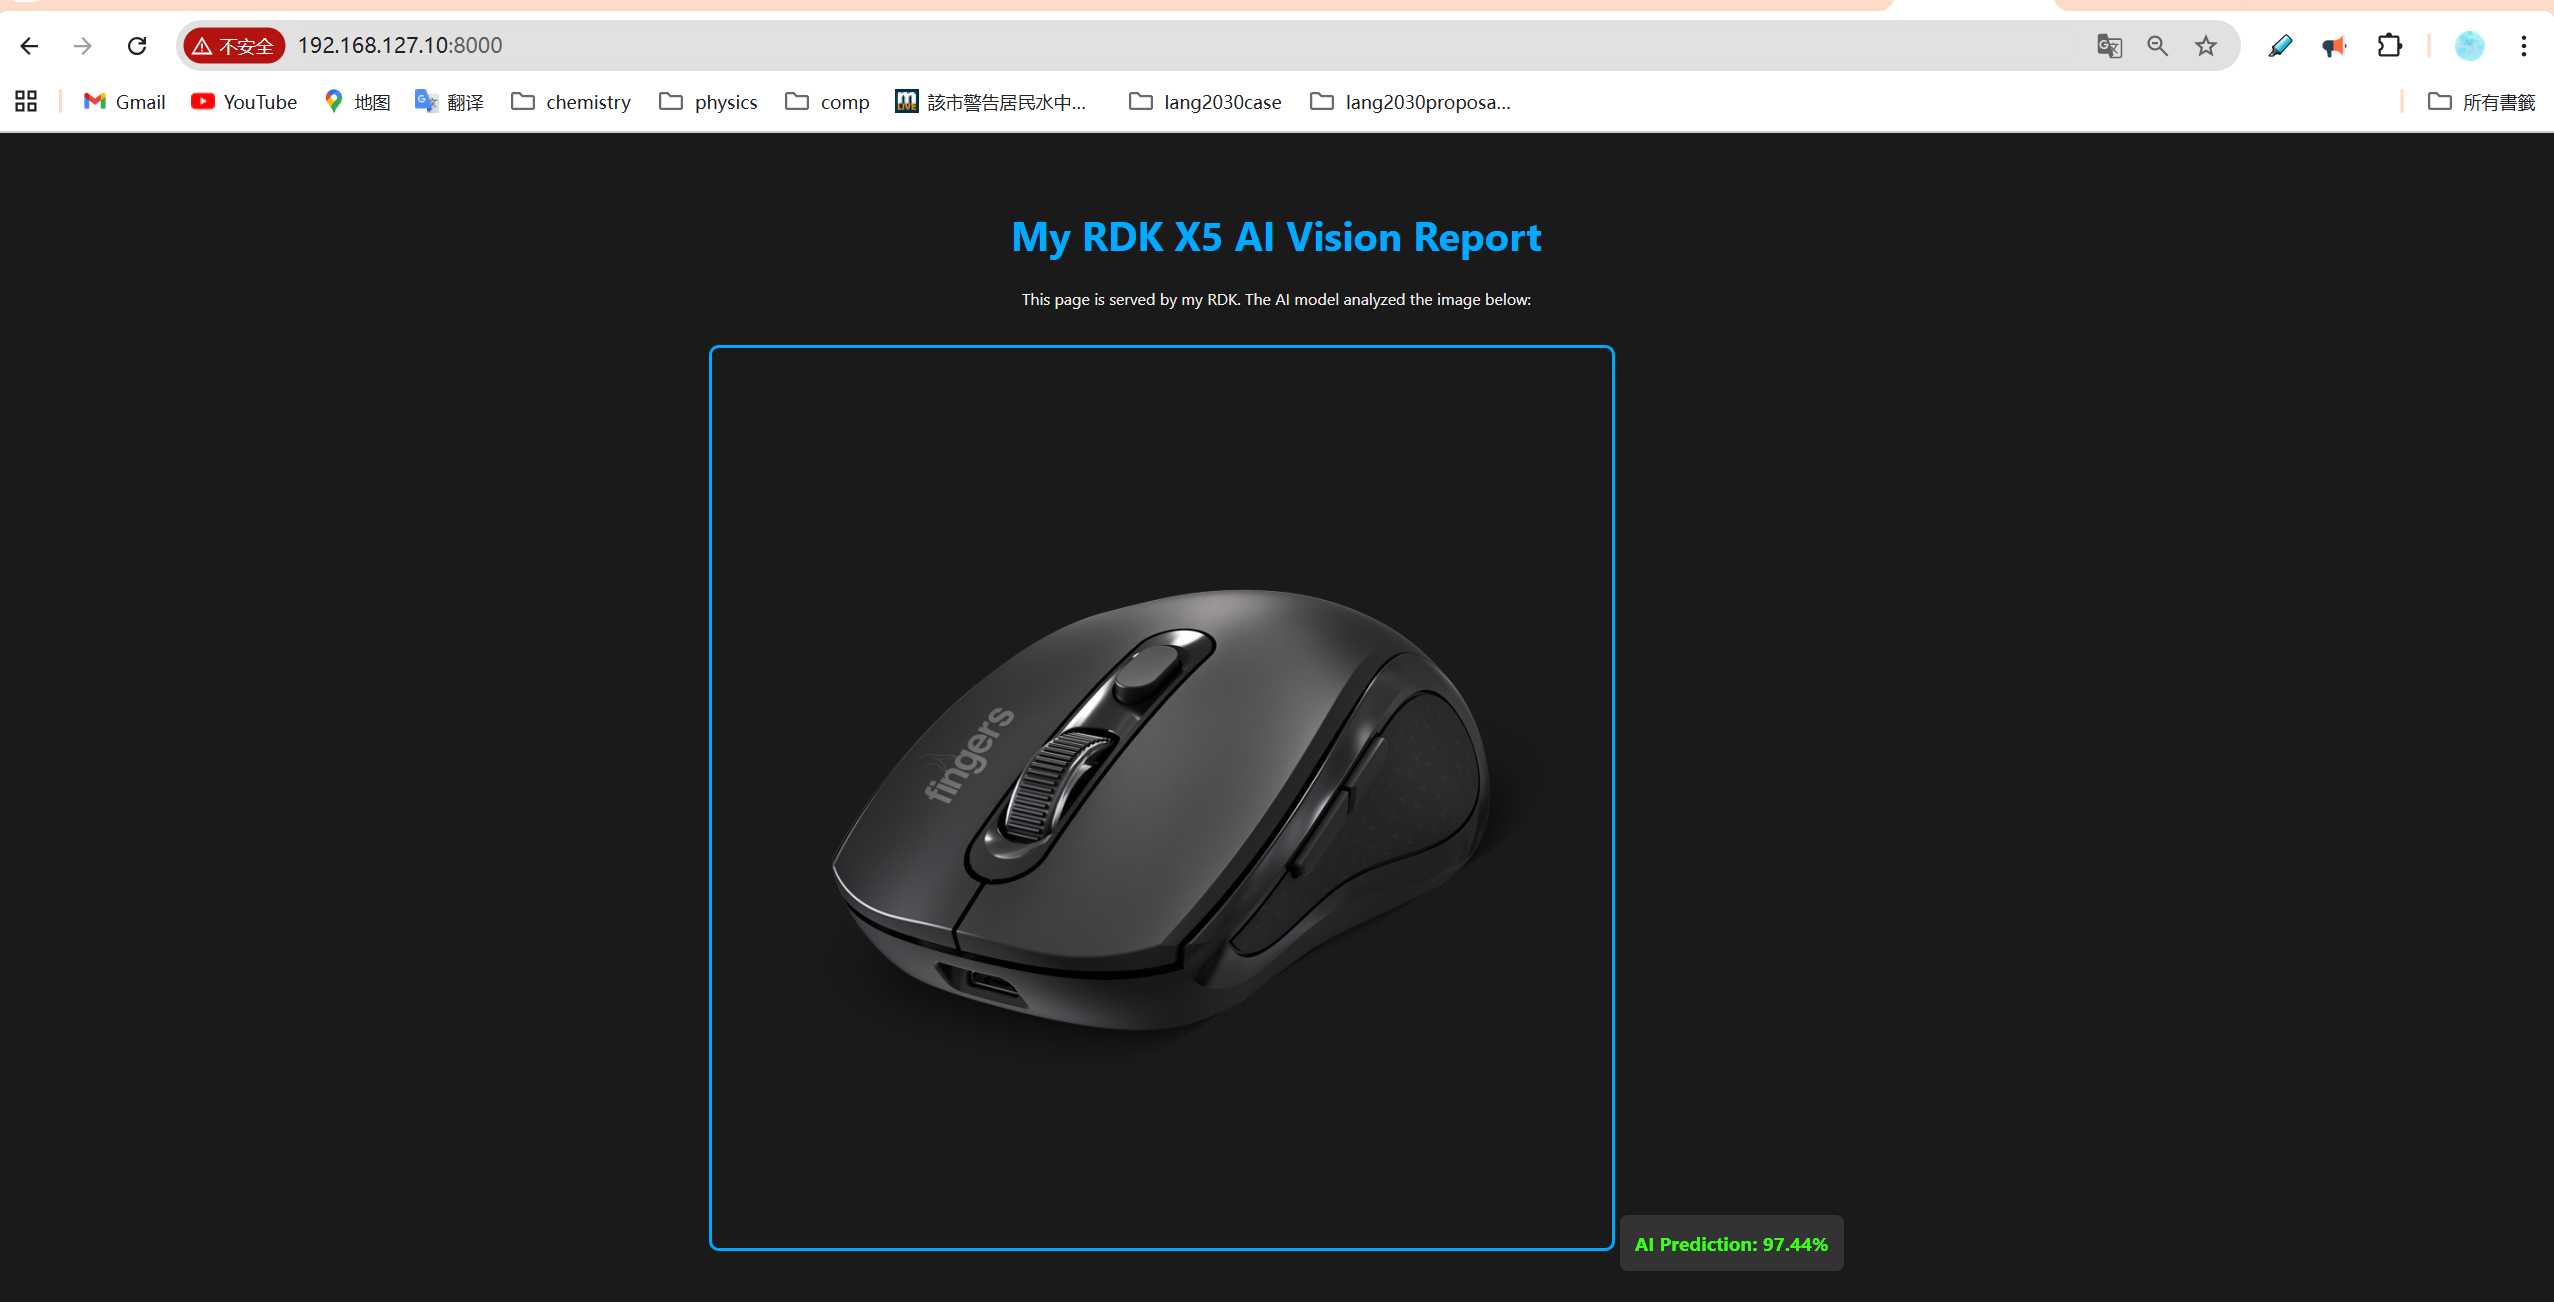 不安全 192.168.127.10:8000
Gmail YouTube 地图 翻译 chemistry physics comp 該市警告居民水中... lang2030case lang2030proposa... 所有書籤
My RDK X5 AI Vision Report
This page is served by my RDK. The AI model analyzed the image below:
fingers
AI Prediction: 97.44%